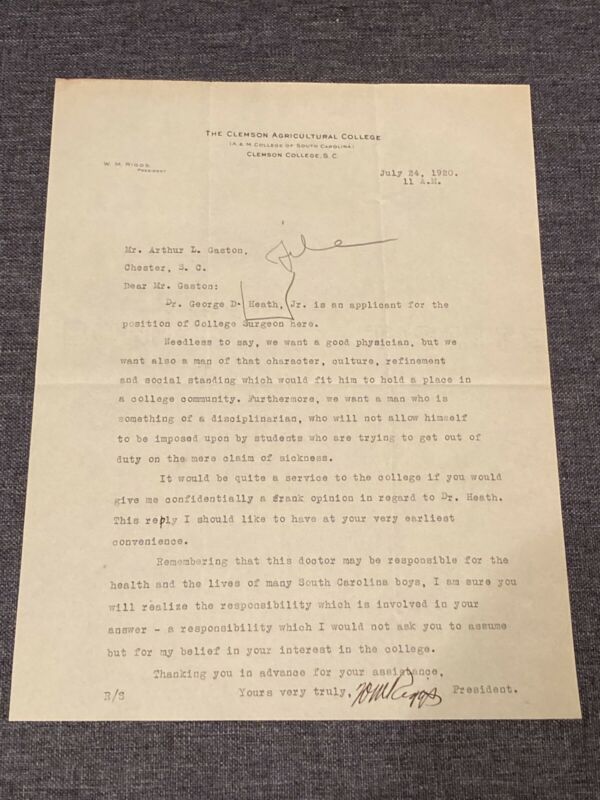 THE CLEMSON AGRICULTURAL COLLEGE
(A & M COLLEGE OF SOUTH CAROLINA)
CLEMSON COLLEGE, S. C.
W. M. RIGGS
PRESIDENT
July 24, 1920.
11 A.M.
Mr. Arthur L. Gaston,
Chester, S. C.
Dear Mr. Gaston:
Dr. George D. Heath, Jr. is an applicant for the
position of College Surgeon here.
Needless to say, we want a good physician, but we
want also a man of that character, culture, refinement
and social standing which would fit him to hold a place in
a college community. Furthermore, we want a man who is
something of a disciplinarian, who will not allow himself
to be imposed upon by students who are trying to get out of
duty on the mere claim of sickness.
It would be quite a service to the college if you would
give me confidentially a frank opinion in regard to Dr. Heath.
This reply I should like to have at your very earliest
convenience.
Remembering that this doctor may be responsible for the
health and the lives of many South Carolina boys, I am sure you
will realize the responsibility which is involved in your
answer - a responsibility which I would not ask you to assume
but for my belief in your interest in the college.
Thanking you in advance for your assistance,
Yours very truly, WM Riggs President.
R/S